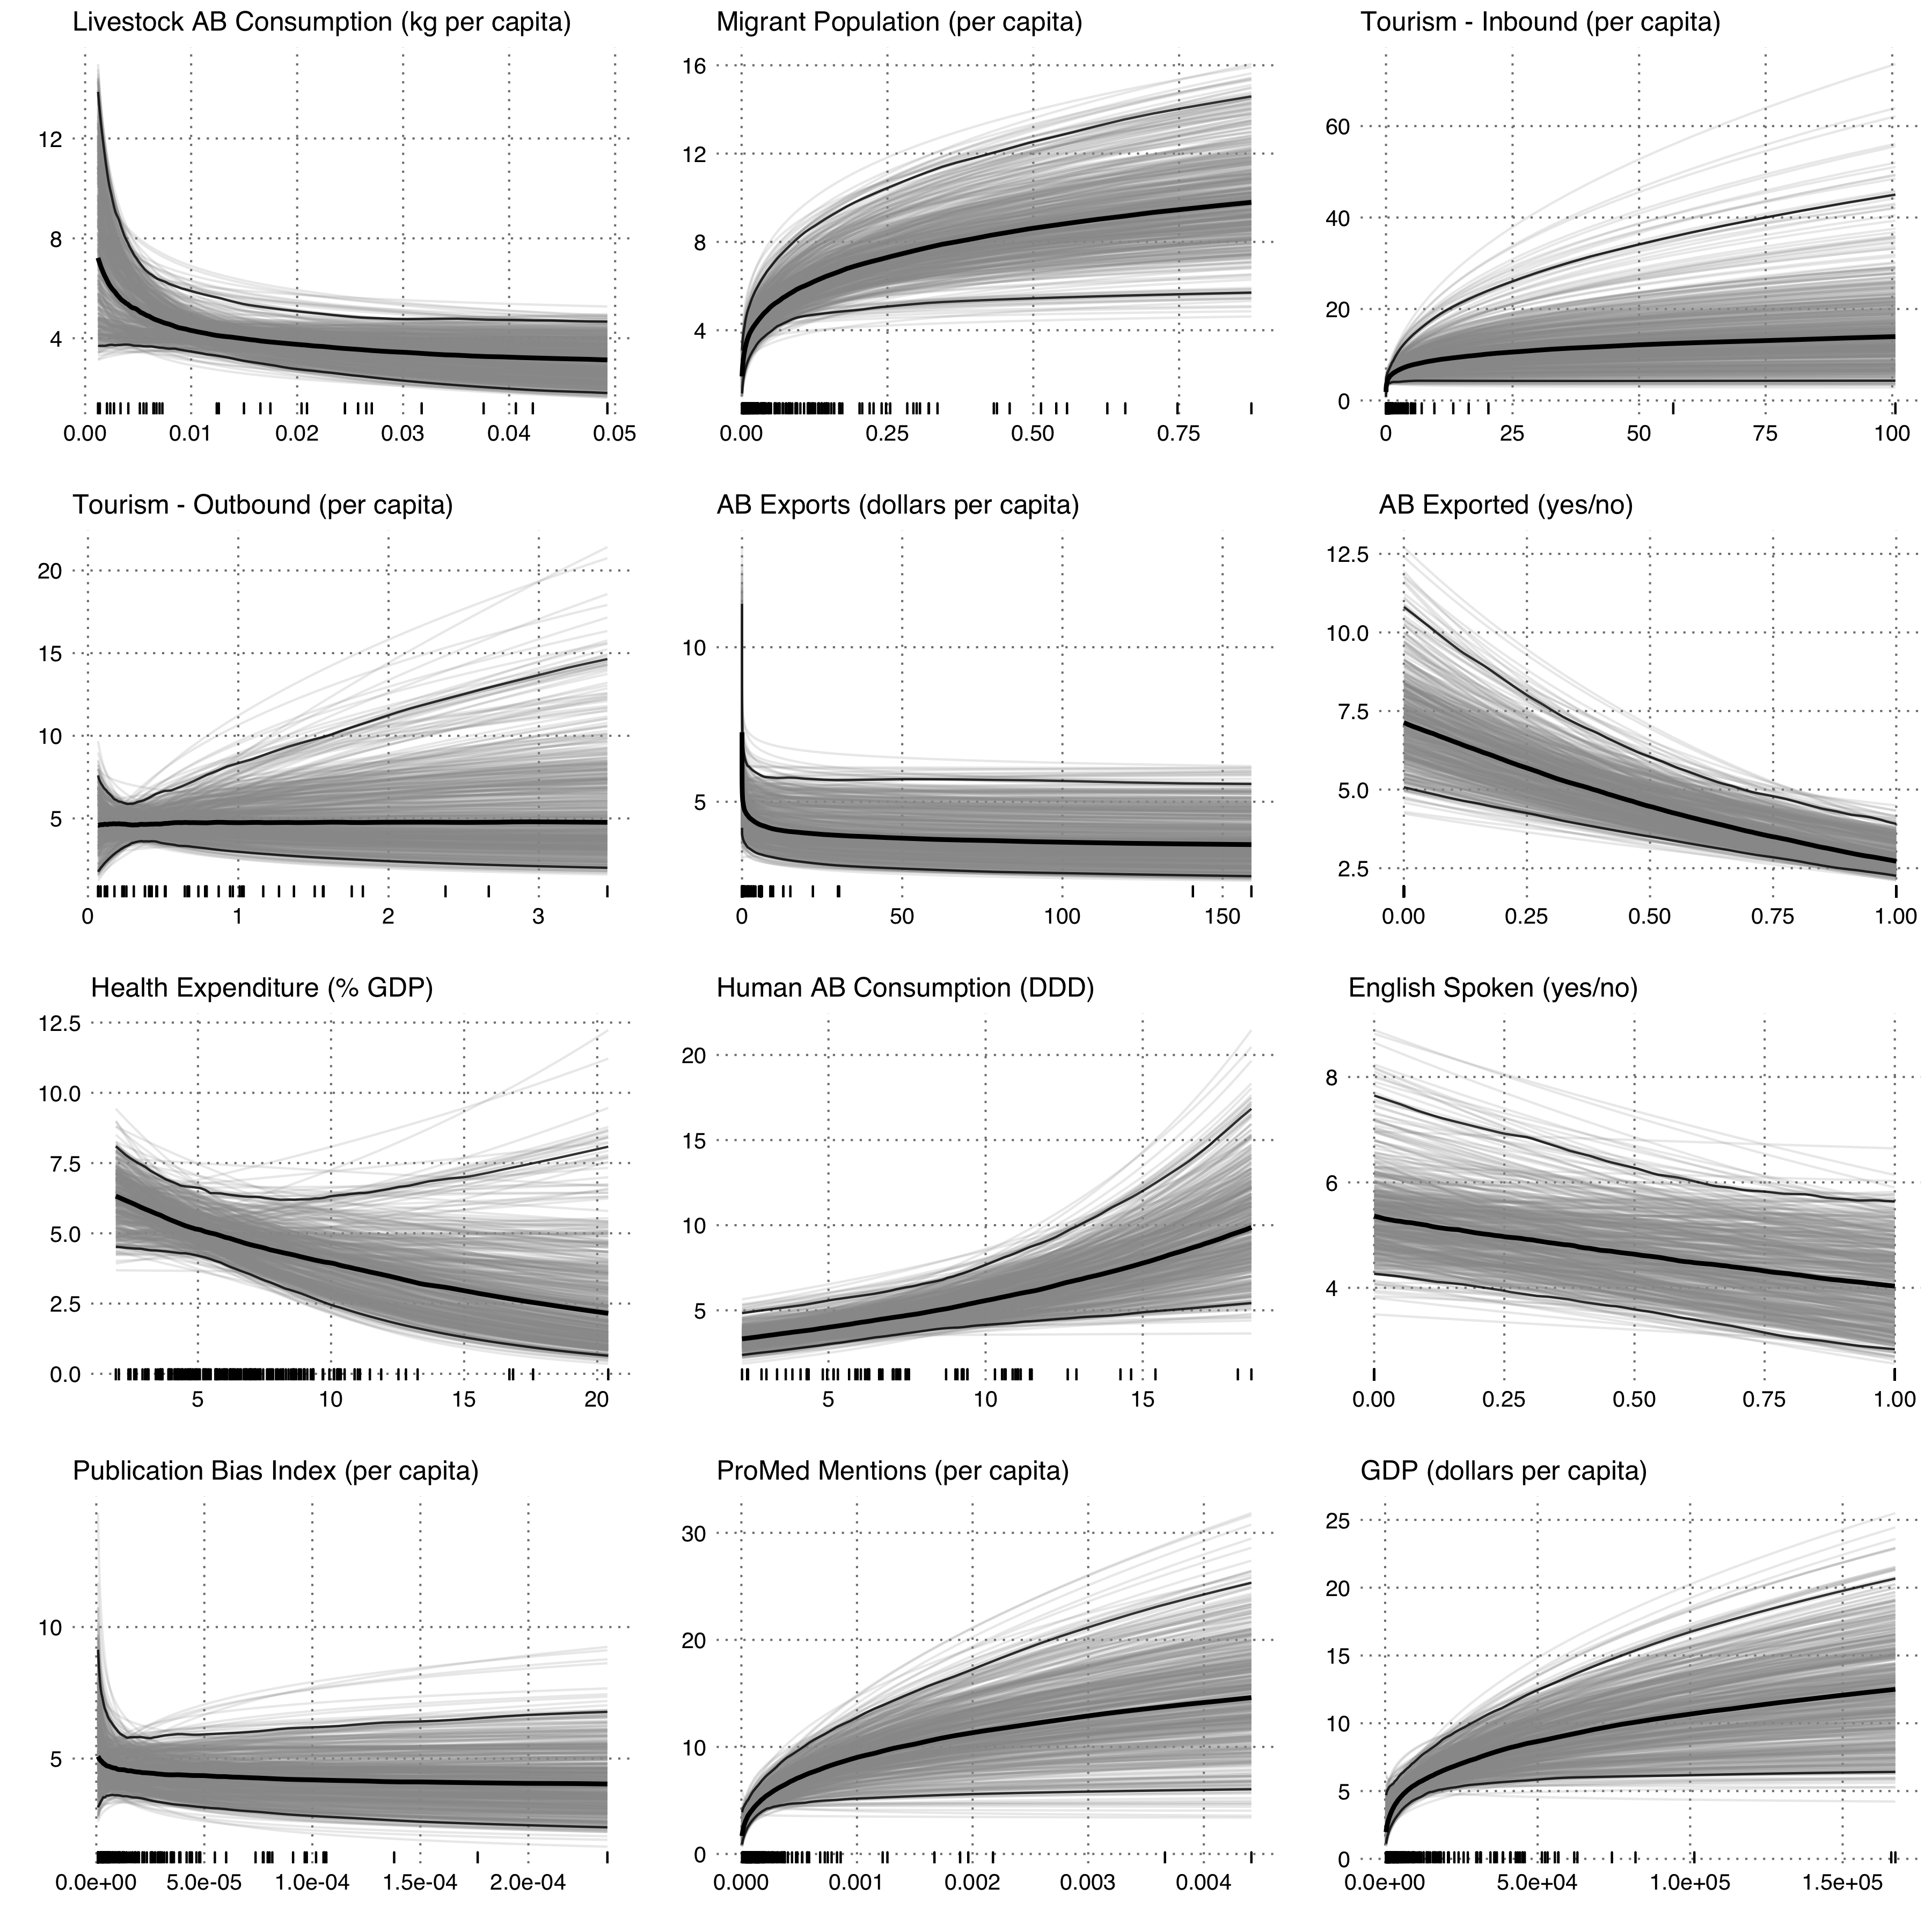 Livestock AB Consumption (kg per capita)
12
8
4
0.00 0.01 0.02 0.03 0.04 0.05
Migrant Population (per capita)
16
12
8
4
0.00 0.25 0.50 0.75
Tourism - Inbound (per capita)
60
40
20
0
0 25 50 75 100
Tourism - Outbound (per capita)
20
15
10
5
0 1 2 3
AB Exports (dollars per capita)
10
5
0 50 100 150
AB Exported (yes/no)
12.5
10.0
7.5
5.0
2.5
0.00 0.25 0.50 0.75 1.00
Health Expenditure (% GDP)
12.5
10.0
7.5
5.0
2.5
0.0
5 10 15 20
Human AB Consumption (DDD)
20
15
10
5
5 10 15
English Spoken (yes/no)
8
6
4
0.00 0.25 0.50 0.75 1.00
Publication Bias Index (per capita)
10
5
0.0e+00 5.0e-05 1.0e-04 1.5e-04 2.0e-04
ProMed Mentions (per capita)
30
20
10
0
0.000 0.001 0.002 0.003 0.004
GDP (dollars per capita)
25
20
15
10
5
0
0.0e+00 5.0e+04 1.0e+05 1.5e+05